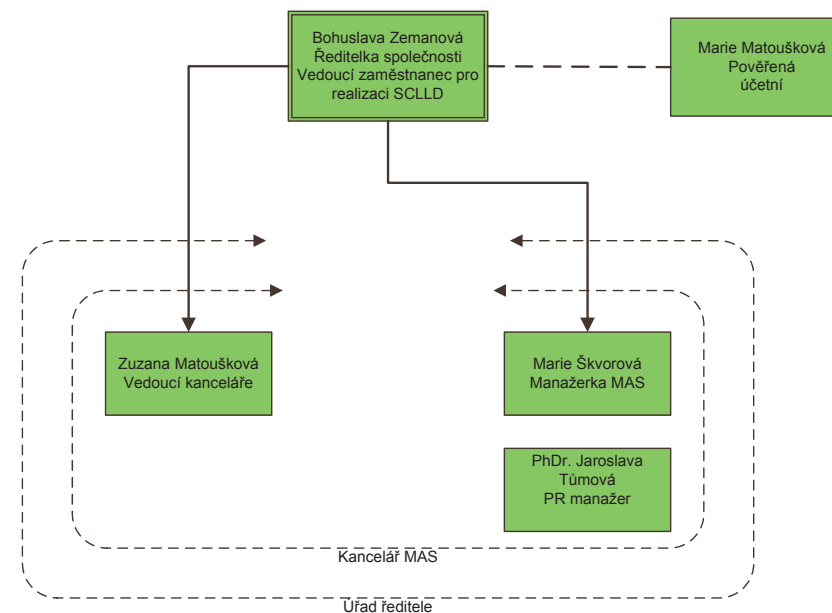 Bohuslava Zemanová
Ředitelka společnosti
Vedoucí zaměstnanec pro
realizaci SCLLD
Marie Matoušková
Pověřená
účetní
Zuzana Matoušková
Vedoucí kanceláře
Marie Škvorová
Manažerka MAS
PhDr. Jaroslava
Tůmová
PR manažer
Kancelář MAS
Úřad ředitele